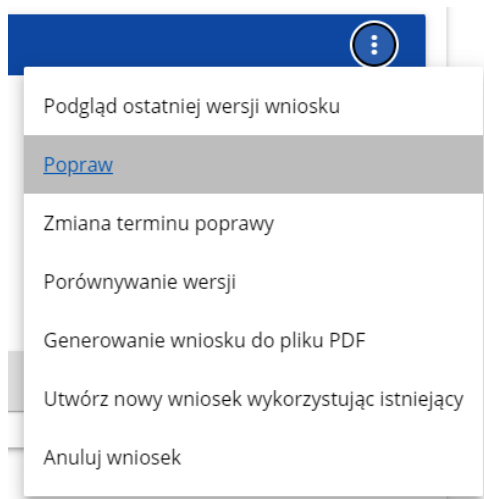 Podgląd ostatniej wersji wniosku
Popraw
Zmiana terminu poprawy
Porównywanie wersji
Generowanie wniosku do pliku PDF
Utwórz nowy wniosek wykorzystując istniejący
Anuluj wniosek